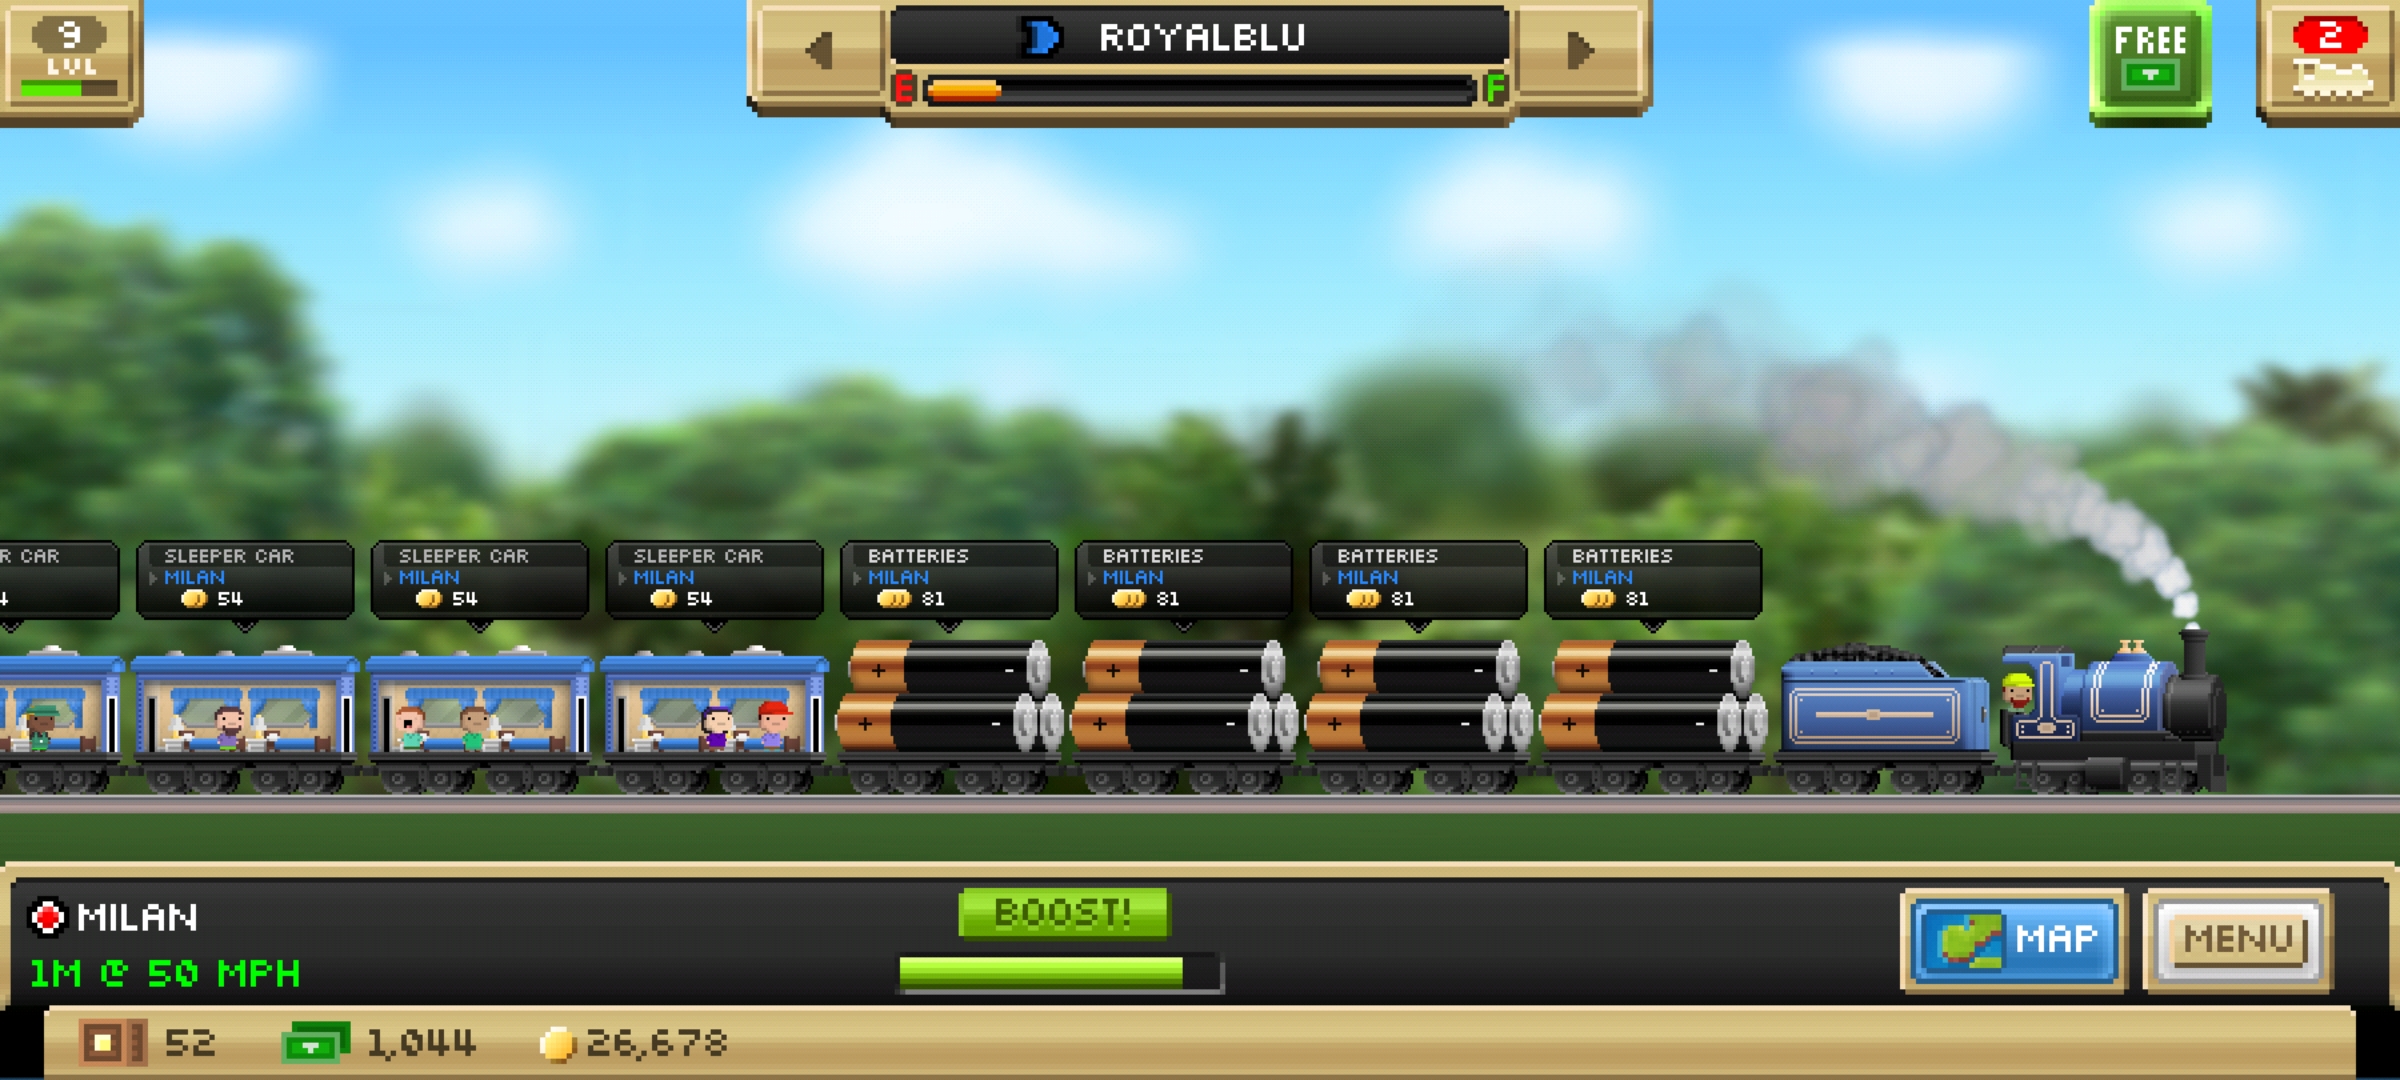 9
LVL
ROYALBLU
E F
FREE
2
R CAR
4
SLEEPER CAR
MILAN
54
SLEEPER CAR
MILAN
54
SLEEPER CAR
MILAN
54
BATTERIES
MILAN
81
BATTERIES
MILAN
81
BATTERIES
MILAN
81
BATTERIES
MILAN
81
+ -
+ -
+ -
+ -
+ -
+ -
+ -
+ -
MILAN
1M @ 50 MPH
BOOST!
MAP
MENU
52
1,044
26,678